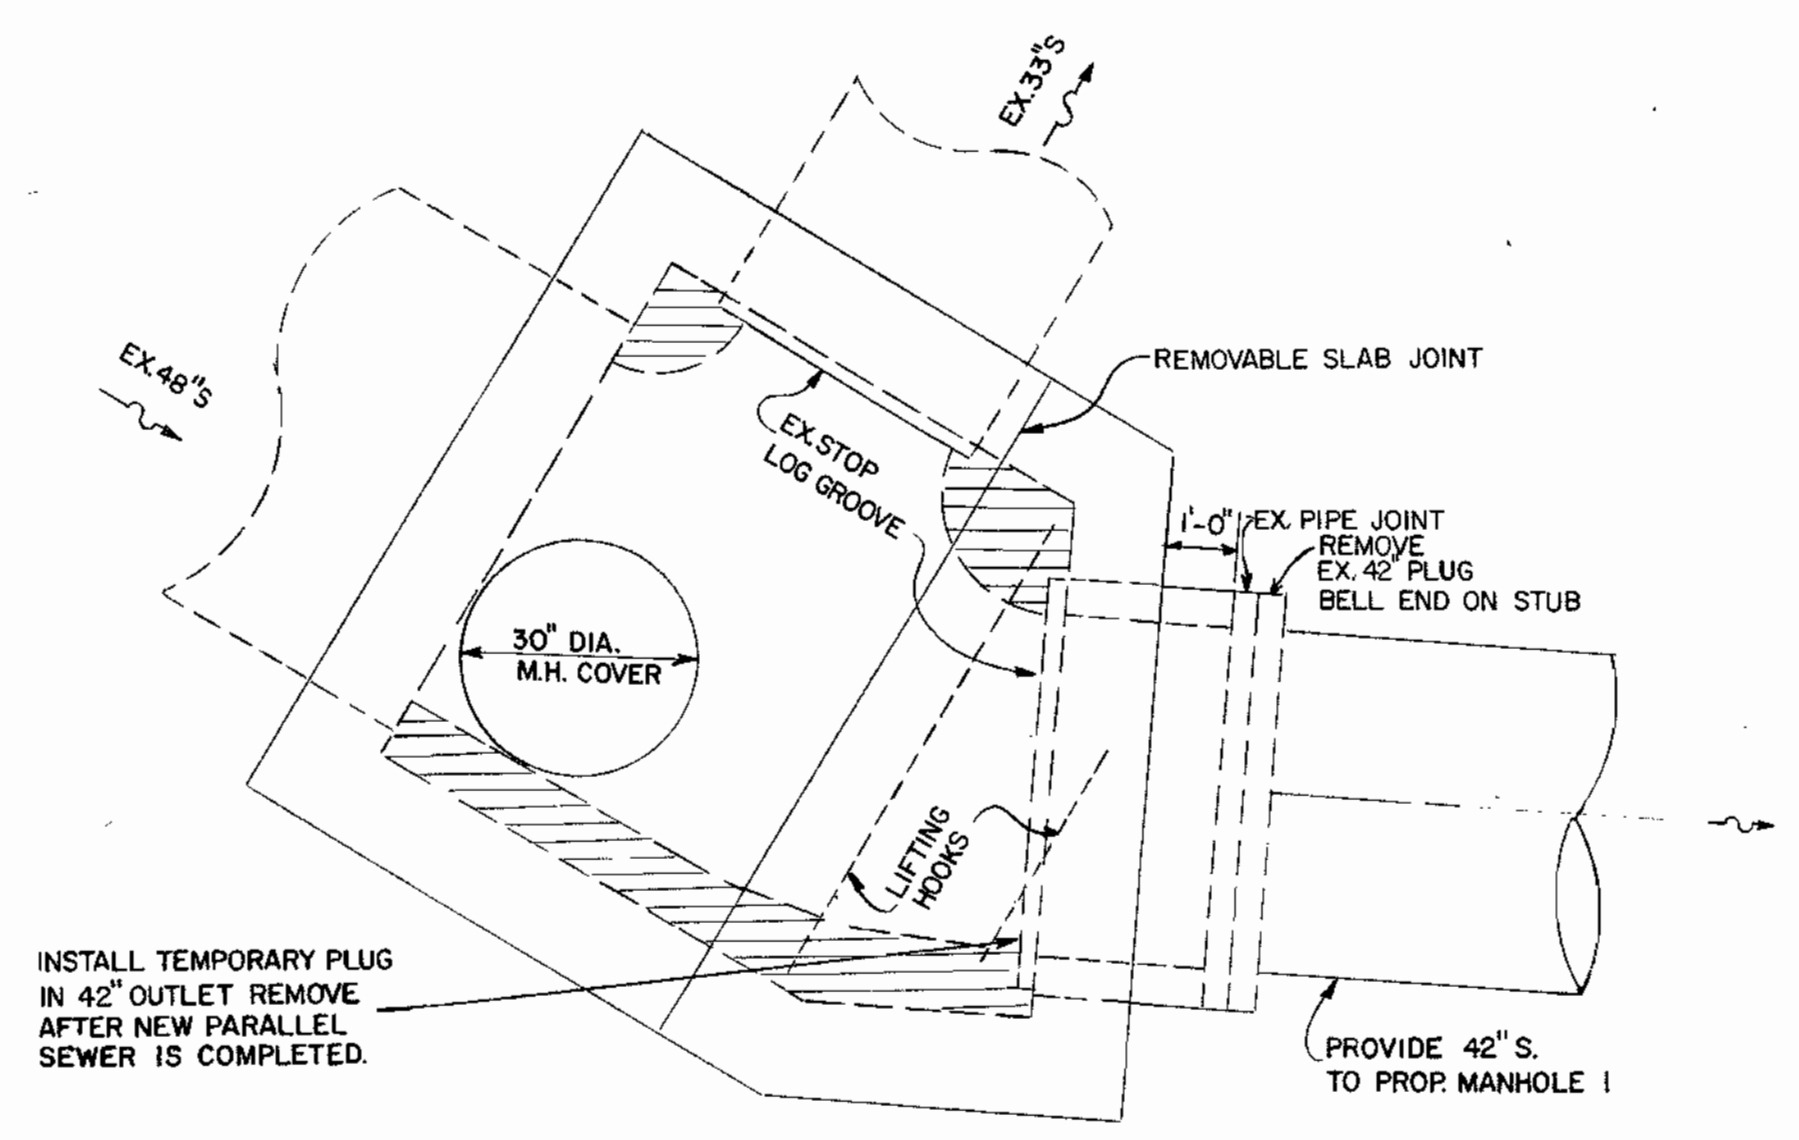 EX.33"S
EX.48"S
REMOVABLE SLAB JOINT
EX.STOP
LOG GROOVE
1'-0"
EX. PIPE JOINT
REMOVE
EX. 42" PLUG
BELL END ON STUB
30" DIA.
M.H. COVER
LIFTING
HOOKS
INSTALL TEMPORARY PLUG
IN 42" OUTLET REMOVE
AFTER NEW PARALLEL
SEWER IS COMPLETED.
PROVIDE 42" S.
TO PROP. MANHOLE 1